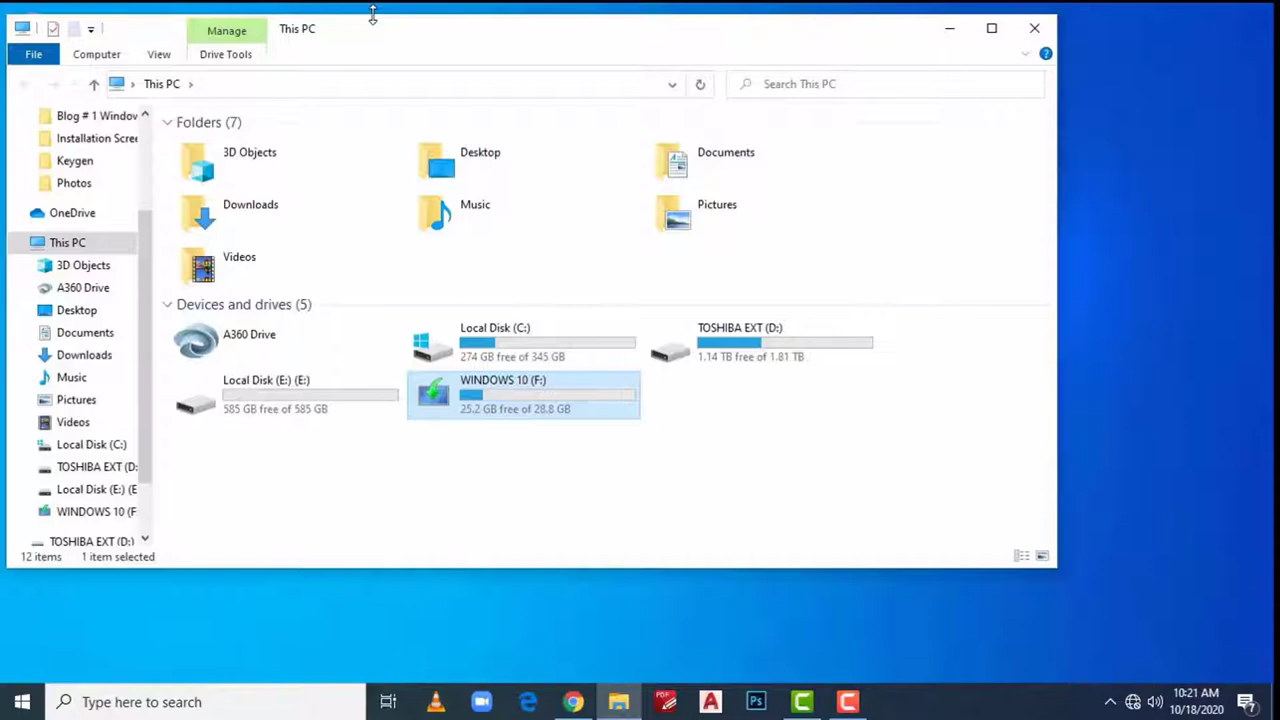 Manage
This PC
File
Computer
View
Drive Tools
This PC
Search This PC
Blog # 1 Window
Installation Scree
Keygen
Photos
OneDrive
This PC
3D Objects
A360 Drive
Desktop
Documents
Downloads
Music
Pictures
Videos
Local Disk (C:)
TOSHIBA EXT (D:
Local Disk (E:) (E
WINDOWS 10 (F
TOSHIBA EXT (D:)
Folders (7)
3D Objects
Desktop
Documents
Downloads
Music
Pictures
Videos
Devices and drives (5)
A360 Drive
Local Disk (C:)
274 GB free of 345 GB
TOSHIBA EXT (D:)
1.14 TB free of 1.81 TB
Local Disk (E:) (E:)
585 GB free of 585 GB
WINDOWS 10 (F:)
25.2 GB free of 28.8 GB
12 items
1 item selected
Type here to search
PDF
A
Ps
C
C
10:21 AM
10/18/2020
7